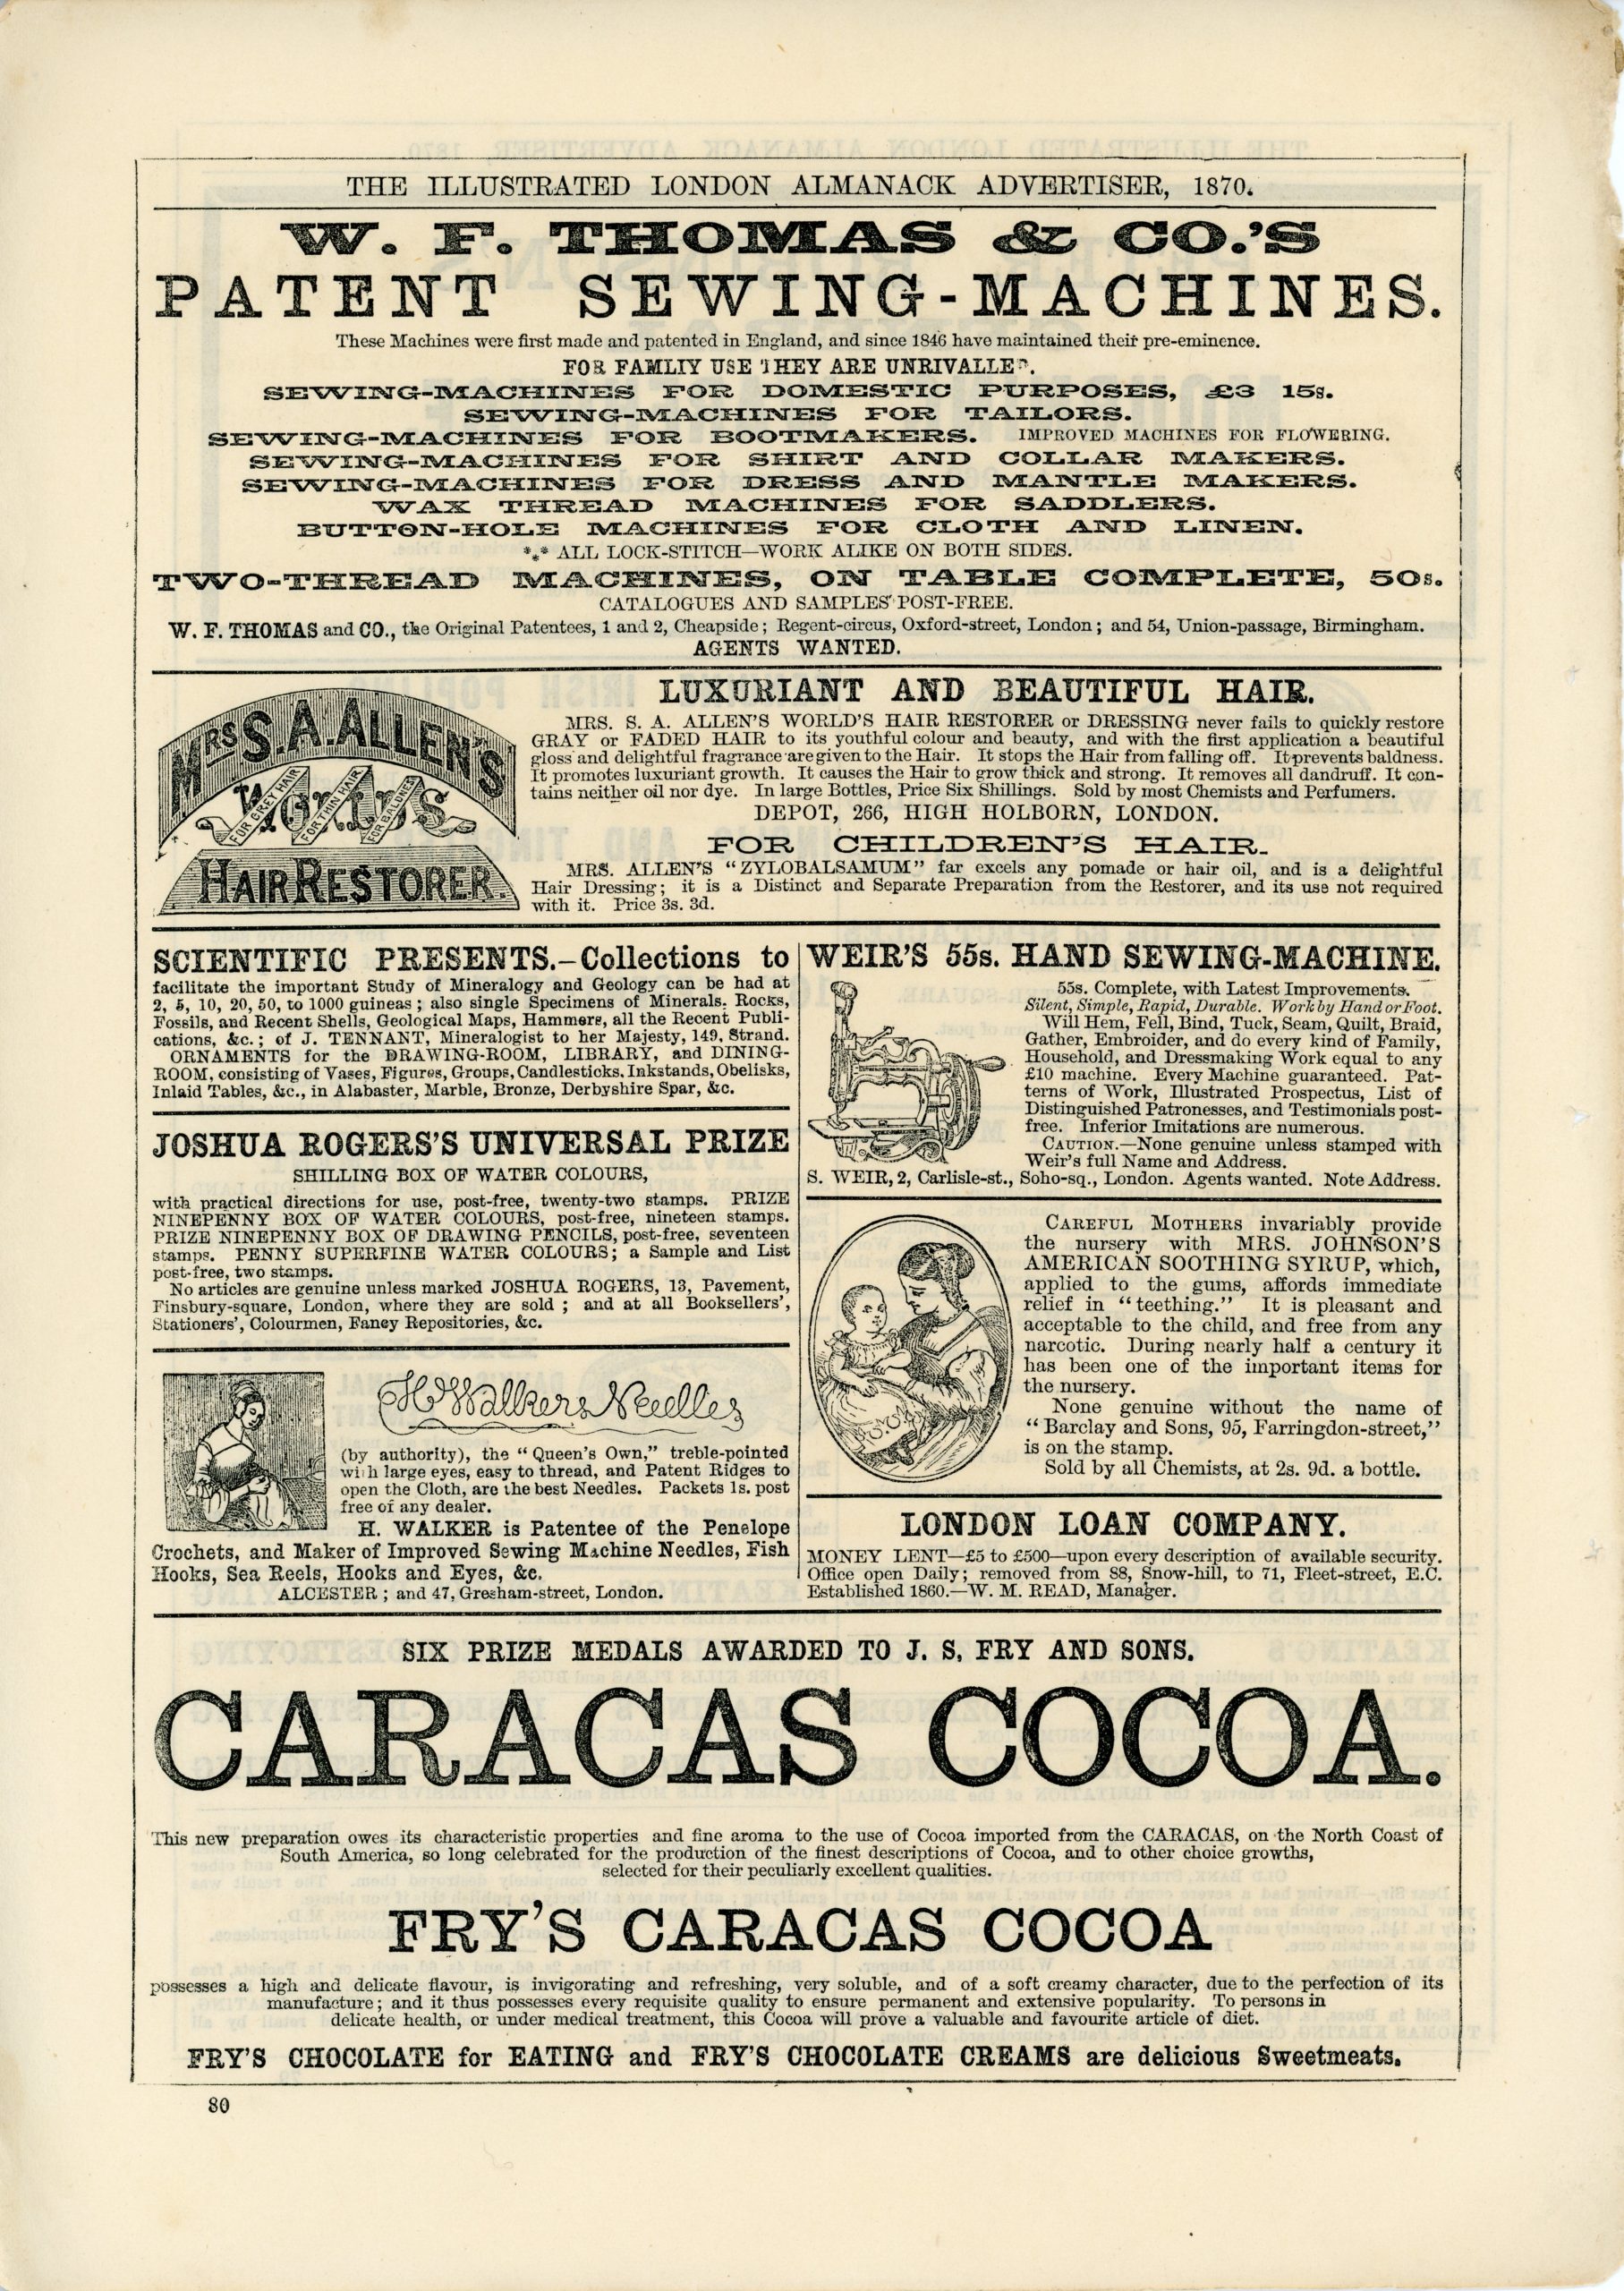 THE ILLUSTRATED LONDON ALMANACK ADVERTISER, 1870.
W. F. THOMAS & CO.'S
PATENT SEWING-MACHINES.
These Machines were first made and patented in England, and since 1846 have maintained their pre-eminence.
FOR FAMLIY USE THEY ARE UNRIVALLED.
SEWING-MACHINES FOR DOMESTIC PURPOSES, £3 15s.
SEWING-MACHINES FOR TAILORS.
SEWING-MACHINES FOR BOOTMAKERS. IMPROVED MACHINES FOR FLOWERING.
SEWING-MACHINES FOR SHIRT AND COLLAR MAKERS.
SEWING-MACHINES FOR DRESS AND MANTLE MAKERS.
WAX THREAD MACHINES FOR SADDLERS.
BUTTON-HOLE MACHINES FOR CLOTH AND LINEN.
*** ALL LOCK-STITCH—WORK ALIKE ON BOTH SIDES.
TWO-THREAD MACHINES, ON TABLE COMPLETE, 50s.
CATALOGUES AND SAMPLES POST-FREE.
W. F. THOMAS and CO., the Original Patentees, 1 and 2, Cheapside; Regent-circus, Oxford-street, London; and 54, Union-passage, Birmingham.
AGENTS WANTED.
MRS S. A. ALLEN'S
World's
FOR GREY HAIR
FOR THIN HAIR
FOR BALDNESS
HAIR RESTORER.
LUXURIANT AND BEAUTIFUL HAIR.
MRS. S. A. ALLEN'S WORLD'S HAIR RESTORER or DRESSING never fails to quickly restore
GRAY or FADED HAIR to its youthful colour and beauty, and with the first application a beautiful
gloss and delightful fragrance are given to the Hair. It stops the Hair from falling off. It prevents baldness.
It promotes luxuriant growth. It causes the Hair to grow thick and strong. It removes all dandruff. It con-
tains neither oil nor dye. In large Bottles, Price Six Shillings. Sold by most Chemists and Perfumers.
DEPOT, 266, HIGH HOLBORN, LONDON.
FOR CHILDREN'S HAIR.
MRS. ALLEN'S "ZYLOBALSAMUM" far excels any pomade or hair oil, and is a delightful
Hair Dressing; it is a Distinct and Separate Preparation from the Restorer, and its use not required
with it. Price 3s. 3d.
SCIENTIFIC PRESENTS.—Collections to
facilitate the important Study of Mineralogy and Geology can be had at
2, 5, 10, 20, 50, to 1000 guineas; also single Specimens of Minerals, Rocks,
Fossils, and Recent Shells, Geological Maps, Hammers, all the Recent Publi-
cations, &c.; of J. TENNANT, Mineralogist to her Majesty, 149, Strand.
ORNAMENTS for the DRAWING-ROOM, LIBRARY, and DINING-
ROOM, consisting of Vases, Figures, Groups, Candlesticks, Inkstands, Obelisks,
Inlaid Tables, &c., in Alabaster, Marble, Bronze, Derbyshire Spar, &c.
JOSHUA ROGERS'S UNIVERSAL PRIZE
SHILLING BOX OF WATER COLOURS,
with practical directions for use, post-free, twenty-two stamps. PRIZE
NINEPENNY BOX OF WATER COLOURS, post-free, nineteen stamps.
PRIZE NINEPENNY BOX OF DRAWING PENCILS, post-free, seventeen
stamps. PENNY SUPERFINE WATER COLOURS; a Sample and List
post-free, two stamps.
No articles are genuine unless marked JOSHUA ROGERS, 13, Pavement,
Finsbury-square, London, where they are sold; and at all Booksellers',
Stationers', Colourmen, Fancy Repositories, &c.
H Walkers Needles
(by authority), the "Queen's Own," treble-pointed
with large eyes, easy to thread, and Patent Ridges to
open the Cloth, are the best Needles. Packets 1s. post
free of any dealer.
H. WALKER is Patentee of the Penelope
Crochets, and Maker of Improved Sewing Machine Needles, Fish
Hooks, Sea Reels, Hooks and Eyes, &c.
ALCESTER; and 47, Gresham-street, London.
WEIR'S 55s. HAND SEWING-MACHINE.
55s. Complete, with Latest Improvements.
Silent, Simple, Rapid, Durable. Work by Hand or Foot.
Will Hem, Fell, Bind, Tuck, Seam, Quilt, Braid,
Gather, Embroider, and do every kind of Family,
Household, and Dressmaking Work equal to any
£10 machine. Every Machine guaranteed. Pat-
terns of Work, Illustrated Prospectus, List of
Distinguished Patronesses, and Testimonials post-
free. Inferior Imitations are numerous.
CAUTION.—None genuine unless stamped with
Weir's full Name and Address.
S. WEIR, 2, Carlisle-st., Soho-sq., London. Agents wanted. Note Address.
CAREFUL MOTHERS invariably provide
the nursery with MRS. JOHNSON'S
AMERICAN SOOTHING SYRUP, which,
applied to the gums, affords immediate
relief in "teething." It is pleasant and
acceptable to the child, and free from any
narcotic. During nearly half a century it
has been one of the important items for
the nursery.
None genuine without the name of
"Barclay and Sons, 95, Farringdon-street,"
is on the stamp.
Sold by all Chemists, at 2s. 9d. a bottle.
LONDON LOAN COMPANY.
MONEY LENT—£5 to £500—upon every description of available security.
Office open Daily; removed from 88, Snow-hill, to 71, Fleet-street, E.C.
Established 1860.—W. M. READ, Manager.
SIX PRIZE MEDALS AWARDED TO J. S. FRY AND SONS.
CARACAS COCOA.
This new preparation owes its characteristic properties and fine aroma to the use of Cocoa imported from the CARACAS, on the North Coast of
South America, so long celebrated for the production of the finest descriptions of Cocoa, and to other choice growths,
selected for their peculiarly excellent qualities.
FRY'S CARACAS COCOA
possesses a high and delicate flavour, is invigorating and refreshing, very soluble, and of a soft creamy character, due to the perfection of its
manufacture; and it thus possesses every requisite quality to ensure permanent and extensive popularity. To persons in
delicate health, or under medical treatment, this Cocoa will prove a valuable and favourite article of diet.
FRY'S CHOCOLATE for EATING and FRY'S CHOCOLATE CREAMS are delicious Sweetmeats.
80